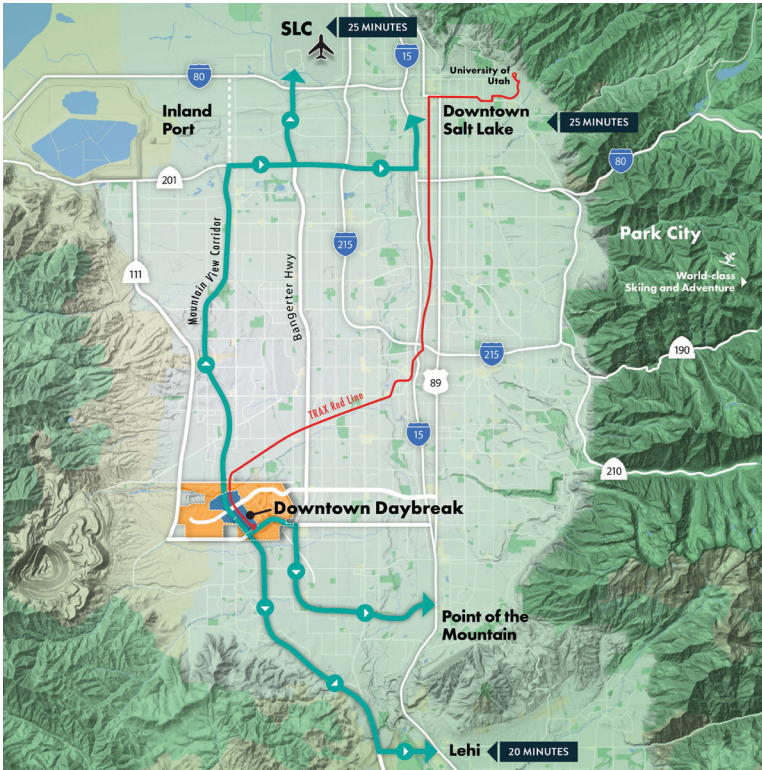 SLC
25 MINUTES
15
80
University of
Utah
Inland
Port
Downtown
Salt Lake
25 MINUTES
80
201
Mountain View Corridor
111
215
Bangerter Hwy
Park City
World-class
Skiing and Adventure
215
190
89
TRAX Red Line
15
210
Downtown Daybreak
Point of the
Mountain
Lehi
20 MINUTES